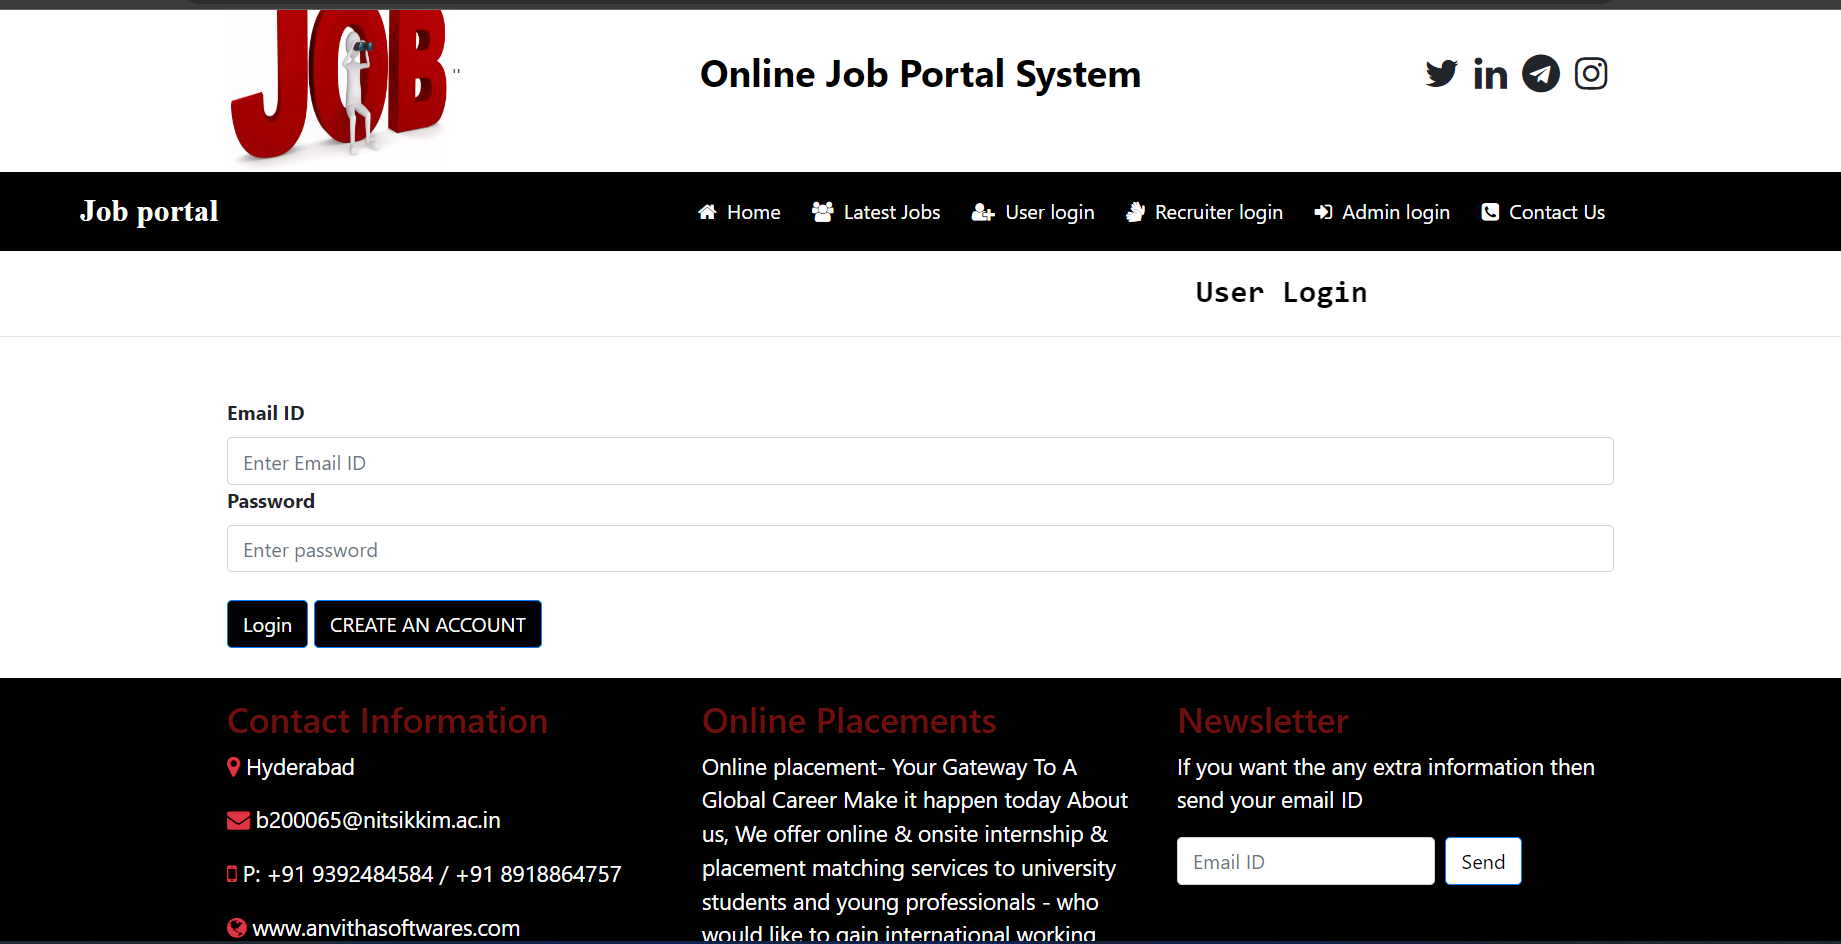 JOB
"
Online Job Portal System
Job portal
Home Latest Jobs User login Recruiter login Admin login Contact Us
User Login
Email ID
Enter Email ID
Password
Enter password
Login CREATE AN ACCOUNT
Contact Information
Hyderabad
b200065@nitsikkim.ac.in
P: +91 9392484584 / +91 8918864757
www.anvithasoftwares.com
Online Placements
Online placement- Your Gateway To A
Global Career Make it happen today About
us, We offer online & onsite internship &
placement matching services to university
students and young professionals - who
would like to gain international working
Newsletter
If you want the any extra information then
send your email ID
Email ID Send